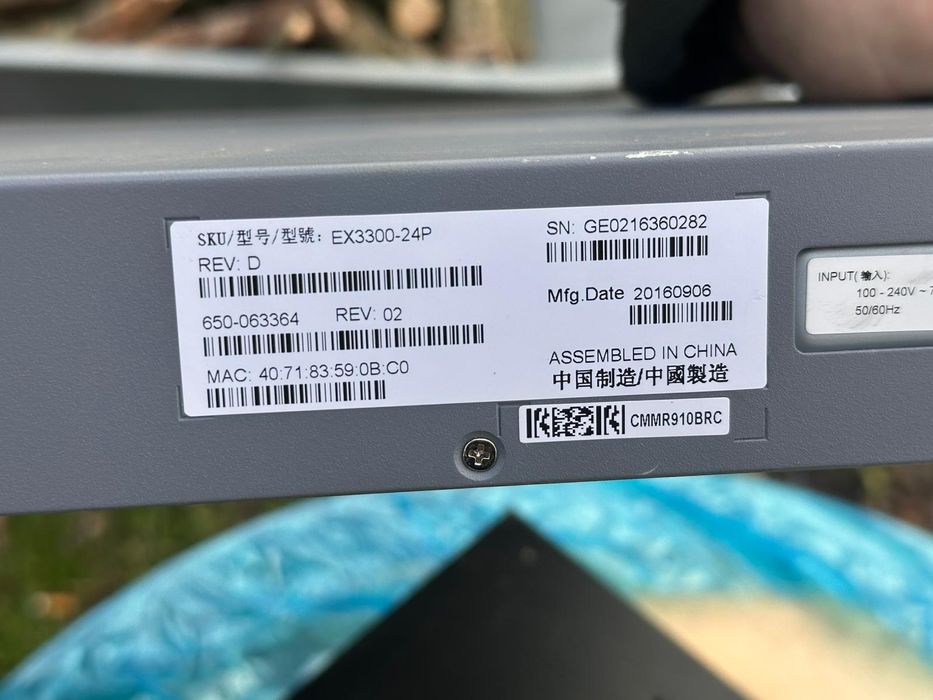 SKU/型号/型號: EX3300-24P
REV: D
650-063364 REV: 02
MAC: 40:71:83:59:0B:C0
SN: GE0216360282
Mfg.Date 20160906
ASSEMBLED IN CHINA
中国制造/中國製造
CMMR910BRC
INPUT(输入):
100 - 240V ~
50/60Hz